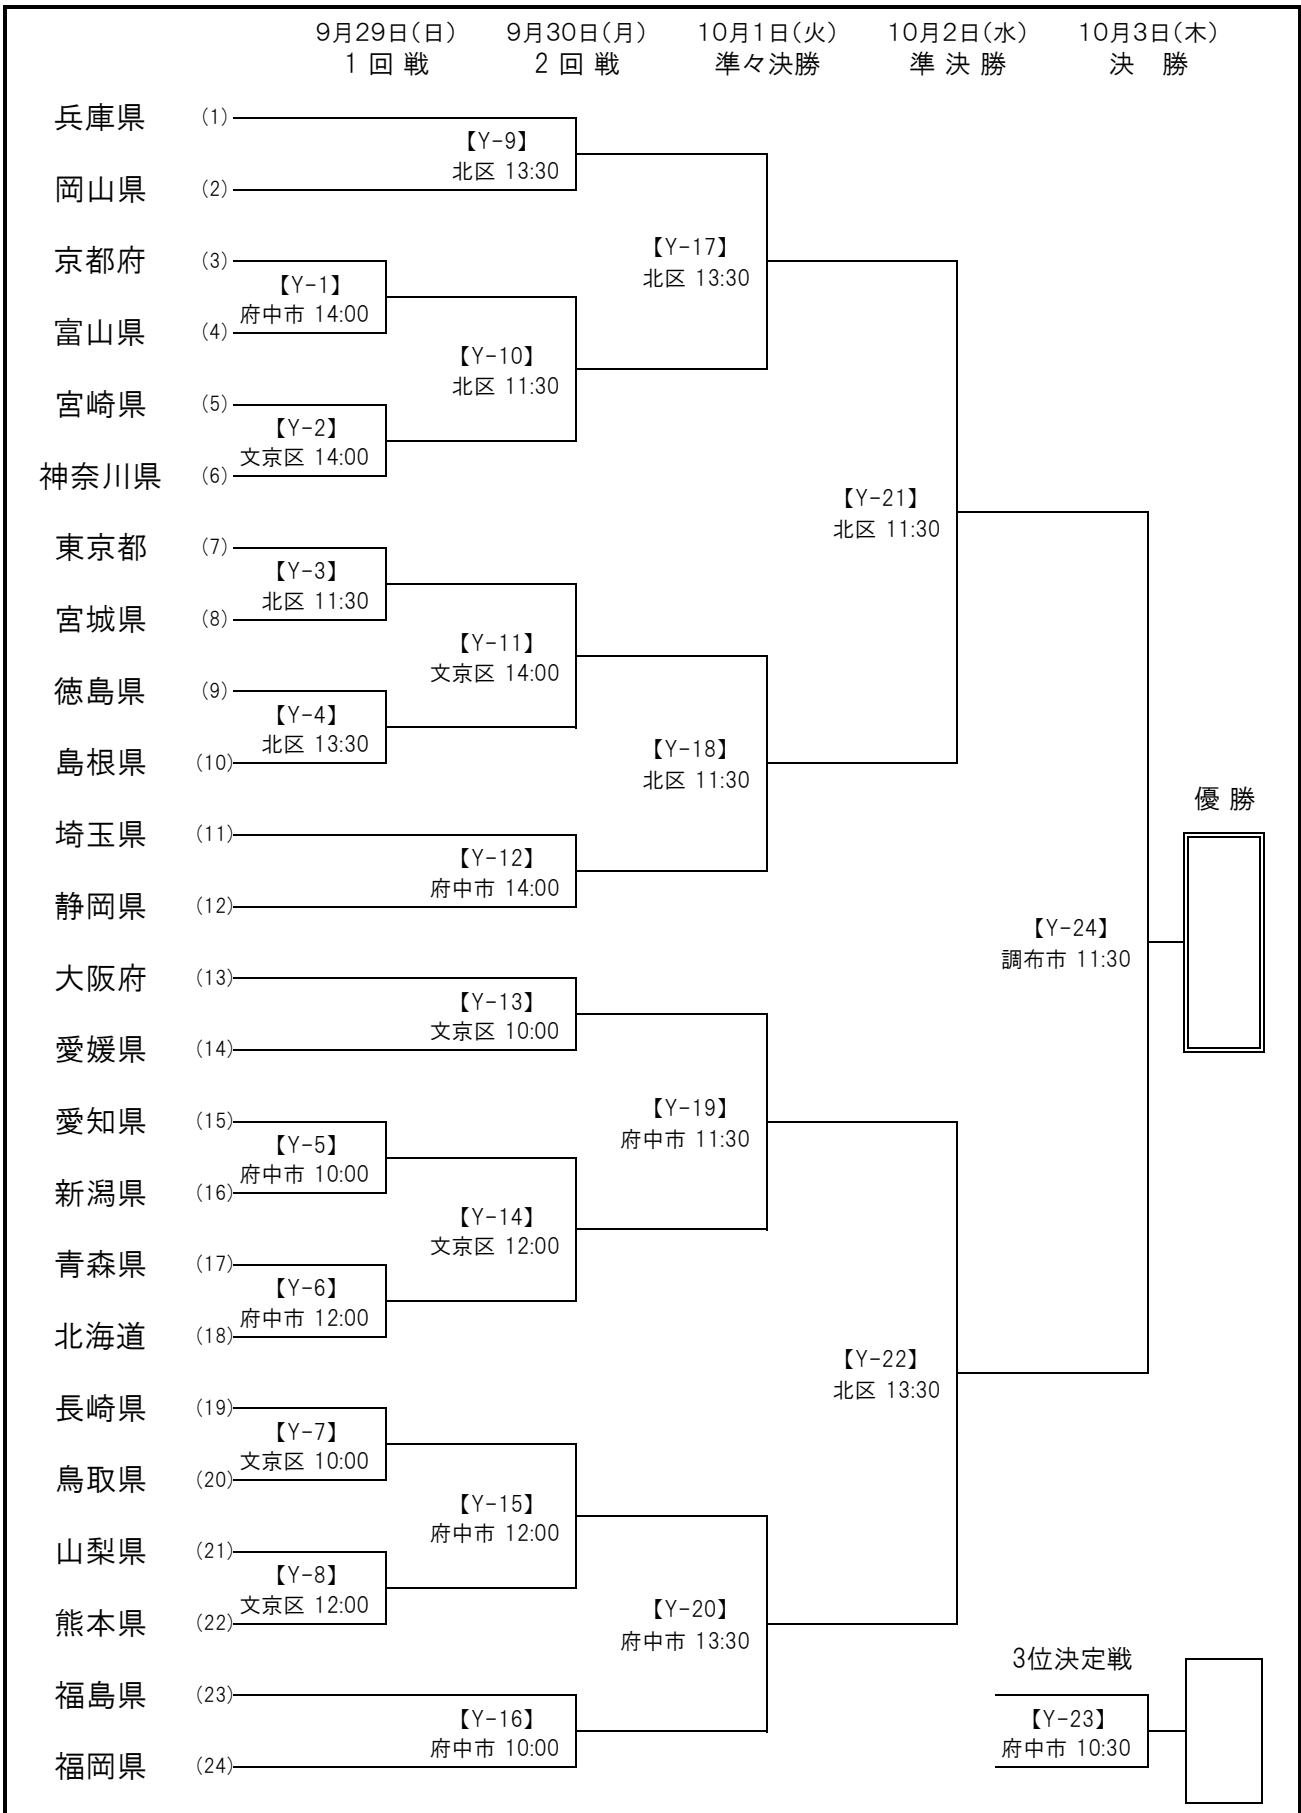 9月29日(日) 9月30日(月) 10月1日(火) 10月2日(水) 10月3日(木)
1 回 戦 2 回 戦 準々決勝 準 決 勝 決 勝
兵庫県 (1)
【Y-9】
北区 13:30
岡山県 (2)
【Y-17】
北区 13:30
京都府 (3)
【Y-1】
府中市 14:00
富山県 (4)
【Y-10】
北区 11:30
宮崎県 (5)
【Y-2】
文京区 14:00
神奈川県 (6)
【Y-21】
北区 11:30
東京都 (7)
【Y-3】
北区 11:30
宮城県 (8)
【Y-11】
文京区 14:00
徳島県 (9)
【Y-4】
北区 13:30
島根県 (10)
【Y-18】
北区 11:30
優 勝
埼玉県 (11)
【Y-12】
府中市 14:00
静岡県 (12)
【Y-24】
調布市 11:30
大阪府 (13)
【Y-13】
文京区 10:00
愛媛県 (14)
【Y-19】
府中市 11:30
愛知県 (15)
【Y-5】
府中市 10:00
新潟県 (16)
【Y-14】
文京区 12:00
青森県 (17)
【Y-6】
府中市 12:00
北海道 (18)
【Y-22】
北区 13:30
長崎県 (19)
【Y-7】
文京区 10:00
鳥取県 (20)
【Y-15】
府中市 12:00
山梨県 (21)
【Y-8】
文京区 12:00
熊本県 (22)
【Y-20】
府中市 13:30
3位決定戦
福島県 (23)
【Y-16】
府中市 10:00
【Y-23】
府中市 10:30
福岡県 (24)